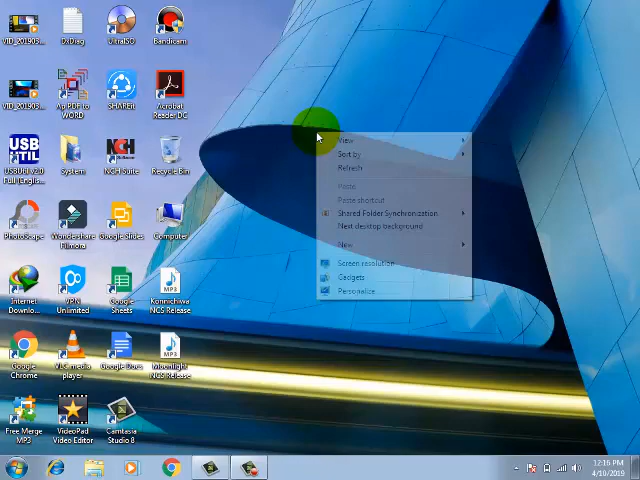 VID_201903...
DxDiag
UltraISO
Bandicam
VID_201903...
Ap PDF to
WORD
SHAREit
Acrobat
Reader DC
USB
UTIL
USBUtil v2.0
Full (Englis...
System
NCH
NCH Suite
Recycle Bin
PhotoScape
Wondershare
Filmora
Google Slides
Computer
Internet
Downlo...
VPN
Unlimited
Google
Sheets
MP3
Konnichiwa
NCS Release
Google
Chrome
VLC media
player
Google Docs
MP3
Moonlight
NCS Release
Free Merge
MP3
VideoPad
Video Editor
Camtasia
Studio 8
View
Sort by
Refresh
Paste
Paste shortcut
Shared Folder Synchronization
Next desktop background
New
Screen resolution
Gadgets
Personalize
12:15 PM
4/19/2019